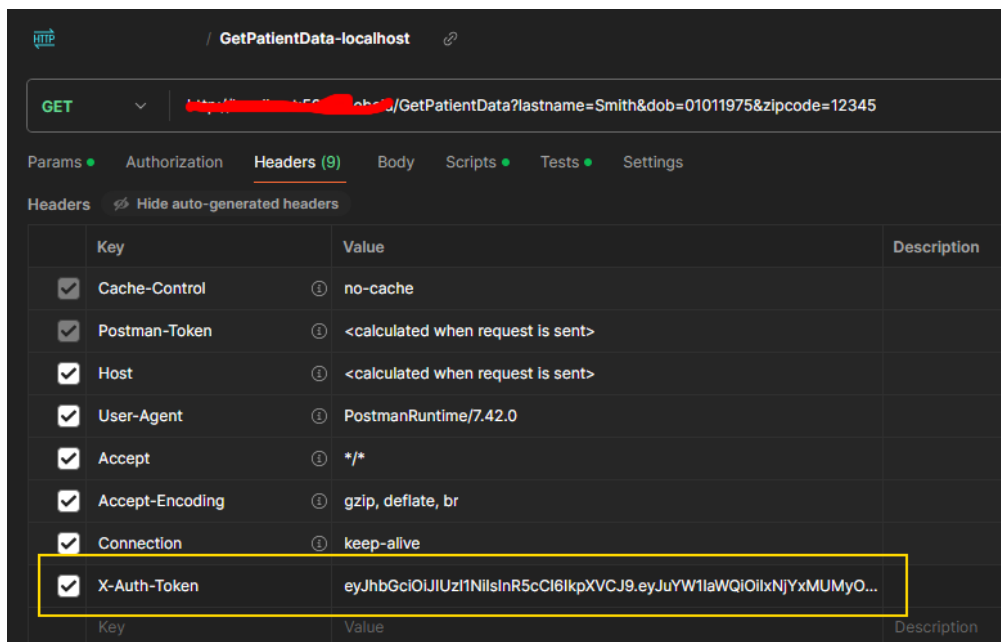 HTTP / GetPatientData-localhost
GET /GetPatientData?lastname=Smith&dob=01011975&zipcode=12345
Params Authorization Headers (9) Body Scripts Tests Settings
Headers Hide auto-generated headers
Key Value Description
Cache-Control no-cache
Postman-Token <calculated when request is sent>
Host <calculated when request is sent>
User-Agent PostmanRuntime/7.42.0
Accept */*
Accept-Encoding gzip, deflate, br
Connection keep-alive
X-Auth-Token eyJhbGciOiJIUzI1NiIsInR5cCI6IkpXVCJ9.eyJuYW1laWQiOiIxNjYxMUMyO...
Key Value Description